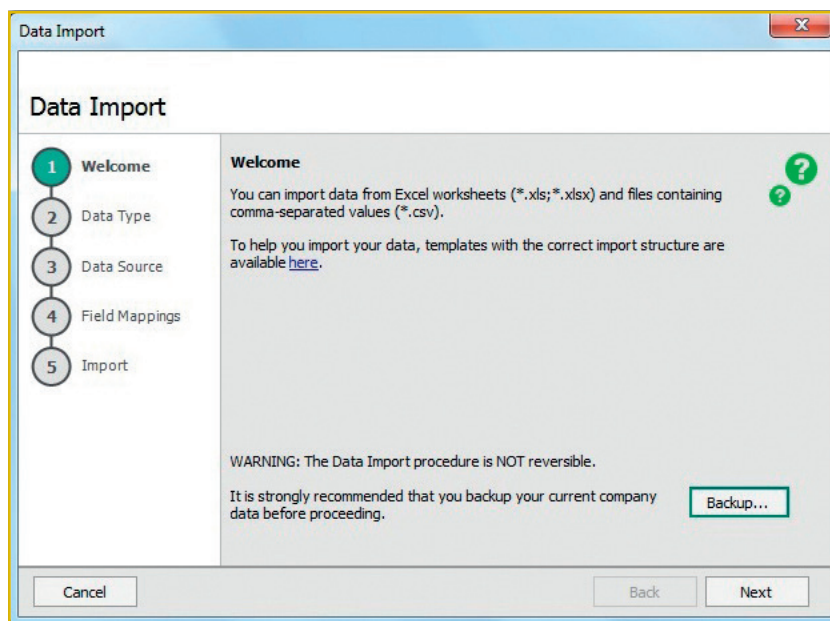 Data Import
X
Data Import
1 Welcome
2 Data Type
3 Data Source
4 Field Mappings
5 Import
Welcome
You can import data from Excel worksheets (*.xls;*.xlsx) and files containing
comma-separated values (*.csv).
To help you import your data, templates with the correct import structure are
available here.
? ?
WARNING: The Data Import procedure is NOT reversible.
It is strongly recommended that you backup your current company
data before proceeding.
Backup...
Cancel
Back
Next